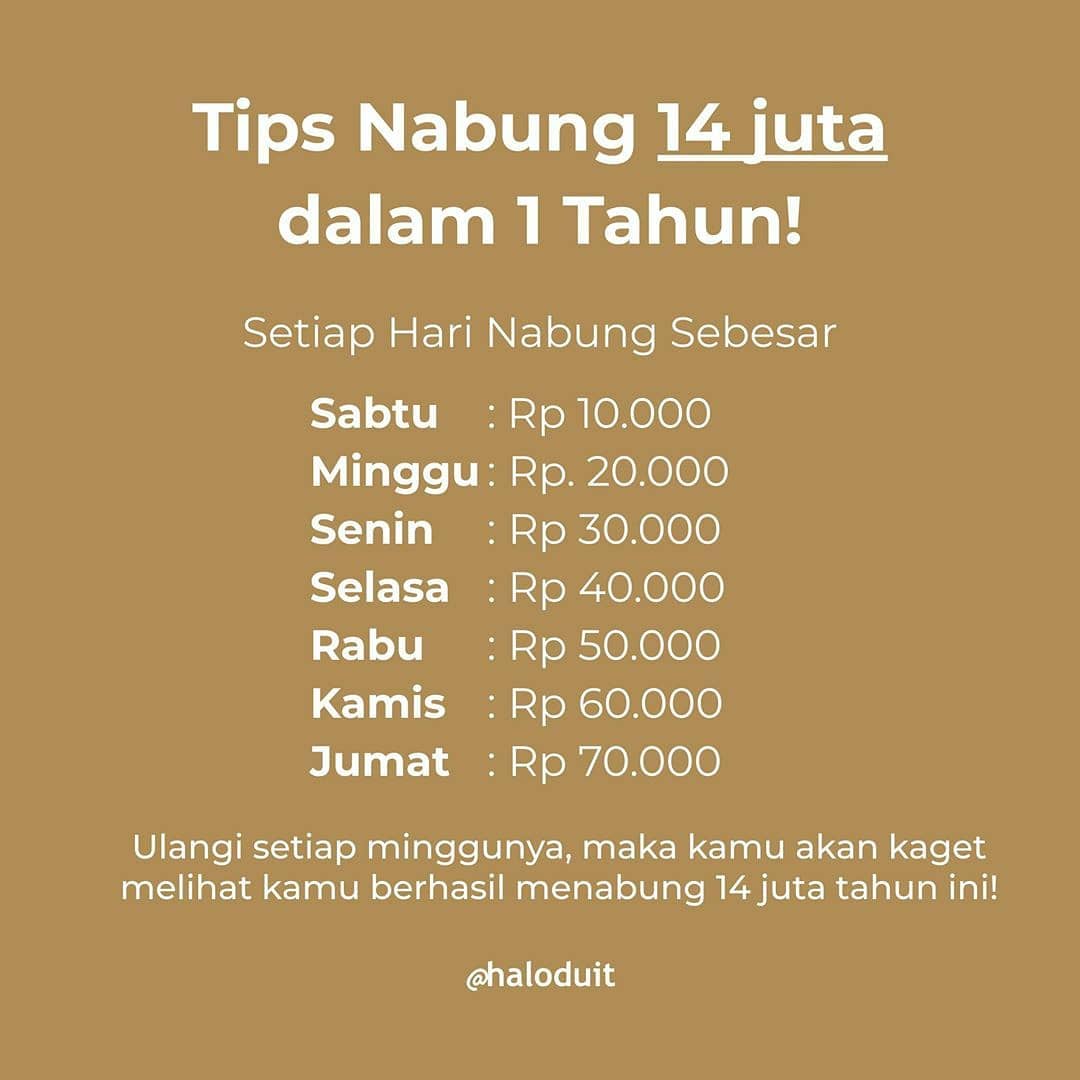 Tips Nabung 14 juta
dalam 1 Tahun!
Setiap Hari Nabung Sebesar
Sabtu : Rp 10.000
Minggu : Rp. 20.000
Senin : Rp 30.000
Selasa : Rp 40.000
Rabu : Rp 50.000
Kamis : Rp 60.000
Jumat : Rp 70.000
Ulangi setiap minggunya, maka kamu akan kaget
melihat kamu berhasil menabung 14 juta tahun ini!
@haloduit